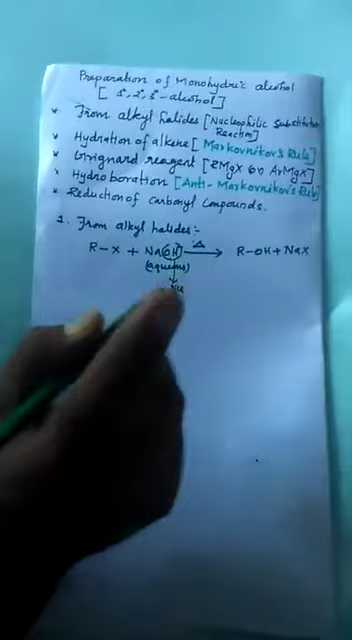 Preparation of Monohydric alcohol
[1°, 2°, 3° - alcohol]
* From alkyl halides [Nucleophilic Substitution
Reactm]
* Hydration of alkene [Markovnikov's Rule]
* Grignard reagent [RMgX or ArMgX]
* Hydroboration [Anti-Markovnikov's Rule]
* Reduction of Carbonyl Compounds.
1. From alkyl halides:-
R-X + NaOH —Δ→ R-OH + NaX
(aqueous)